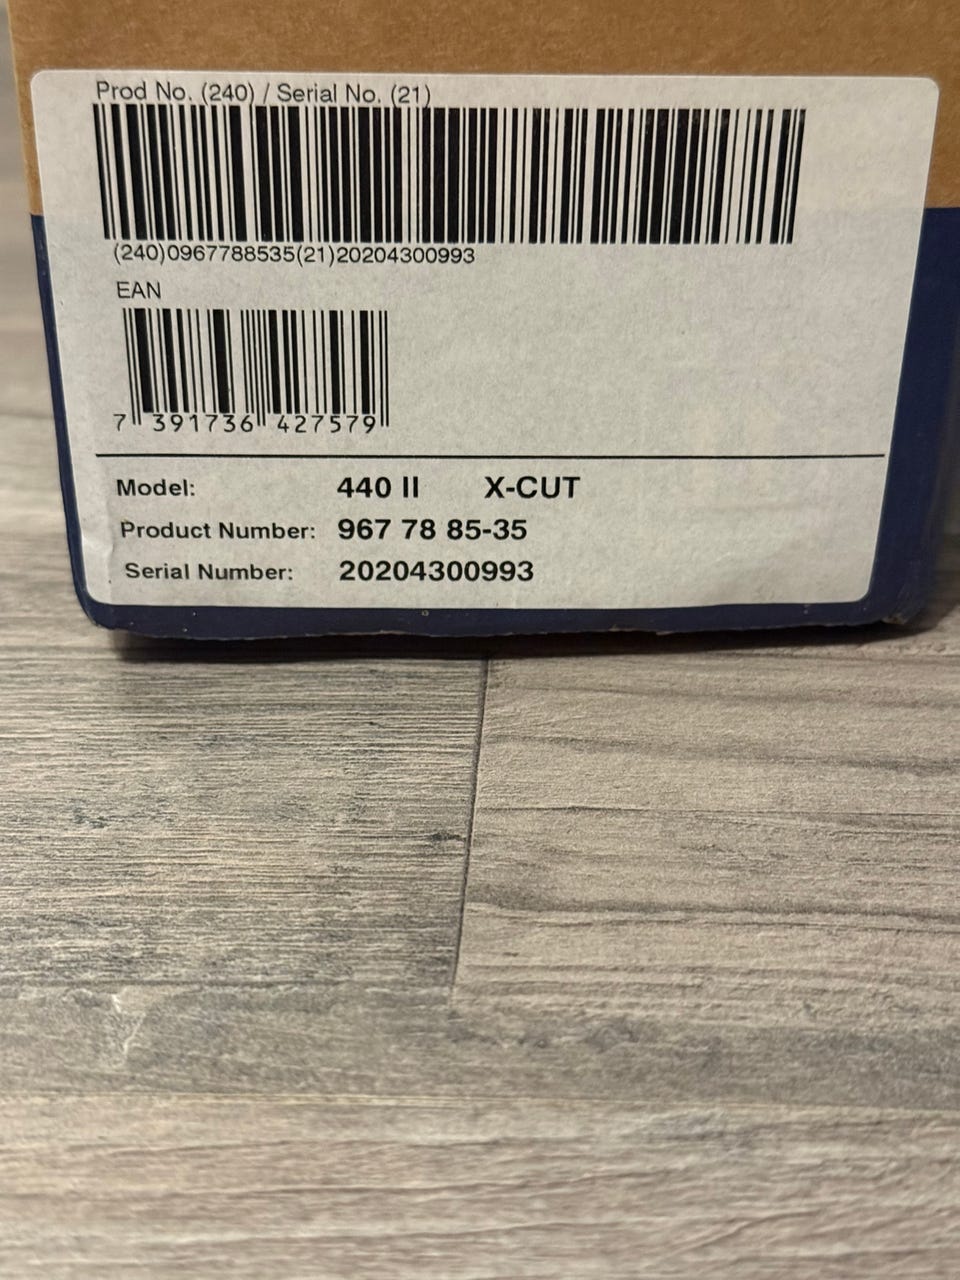 Prod No. (240) / Serial No. (21)
(240)0967788535(21)20204300993
EAN
7 391736 427579
Model: 440 II X-CUT
Product Number: 967 78 85-35
Serial Number: 20204300993